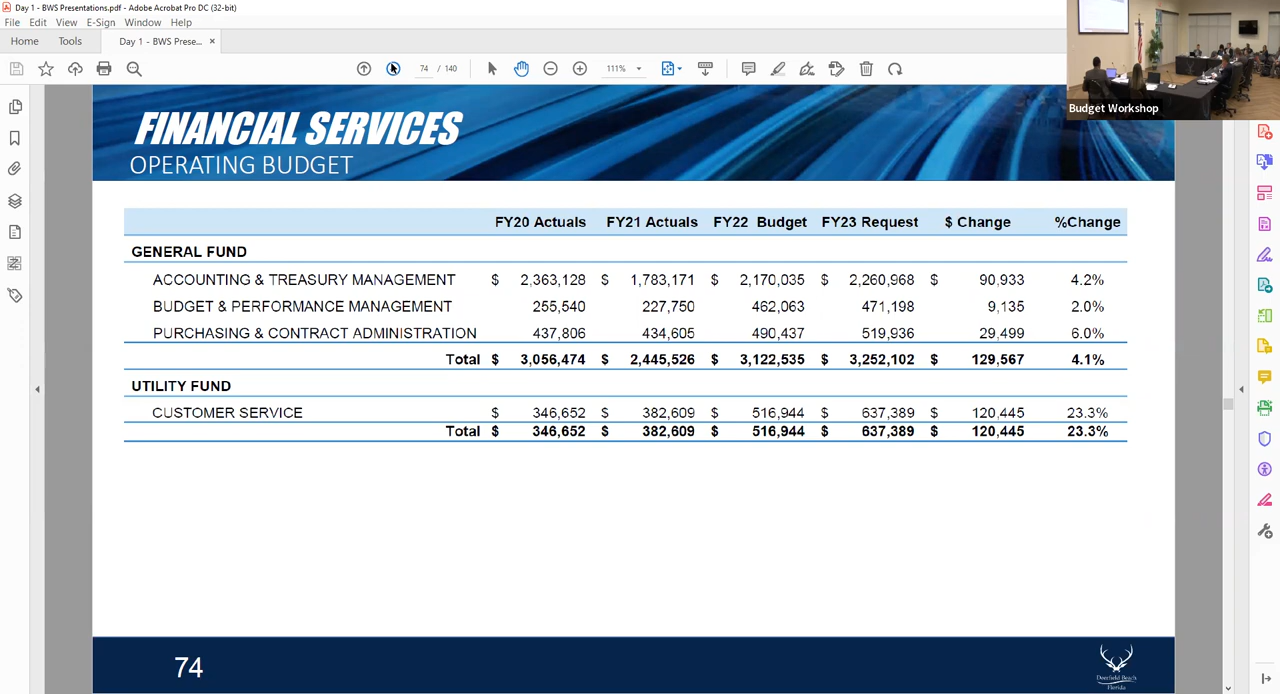 Day 1 - BWS Presentations.pdf - Adobe Acrobat Pro DC (32-bit)
File Edit View E-Sign Window Help
Home Tools Day 1 - BWS Prese... ×
74 / 140 111%
Budget Workshop
FINANCIAL SERVICES
OPERATING BUDGET
FY20 Actuals FY21 Actuals FY22 Budget FY23 Request $ Change %Change
GENERAL FUND
ACCOUNTING & TREASURY MANAGEMENT $ 2,363,128 $ 1,783,171 $ 2,170,035 $ 2,260,968 $ 90,933 4.2%
BUDGET & PERFORMANCE MANAGEMENT 255,540 227,750 462,063 471,198 9,135 2.0%
PURCHASING & CONTRACT ADMINISTRATION 437,806 434,605 490,437 519,936 29,499 6.0%
Total $ 3,056,474 $ 2,445,526 $ 3,122,535 $ 3,252,102 $ 129,567 4.1%
UTILITY FUND
CUSTOMER SERVICE $ 346,652 $ 382,609 $ 516,944 $ 637,389 $ 120,445 23.3%
Total $ 346,652 $ 382,609 $ 516,944 $ 637,389 $ 120,445 23.3%
74
Deerfield Beach
Florida